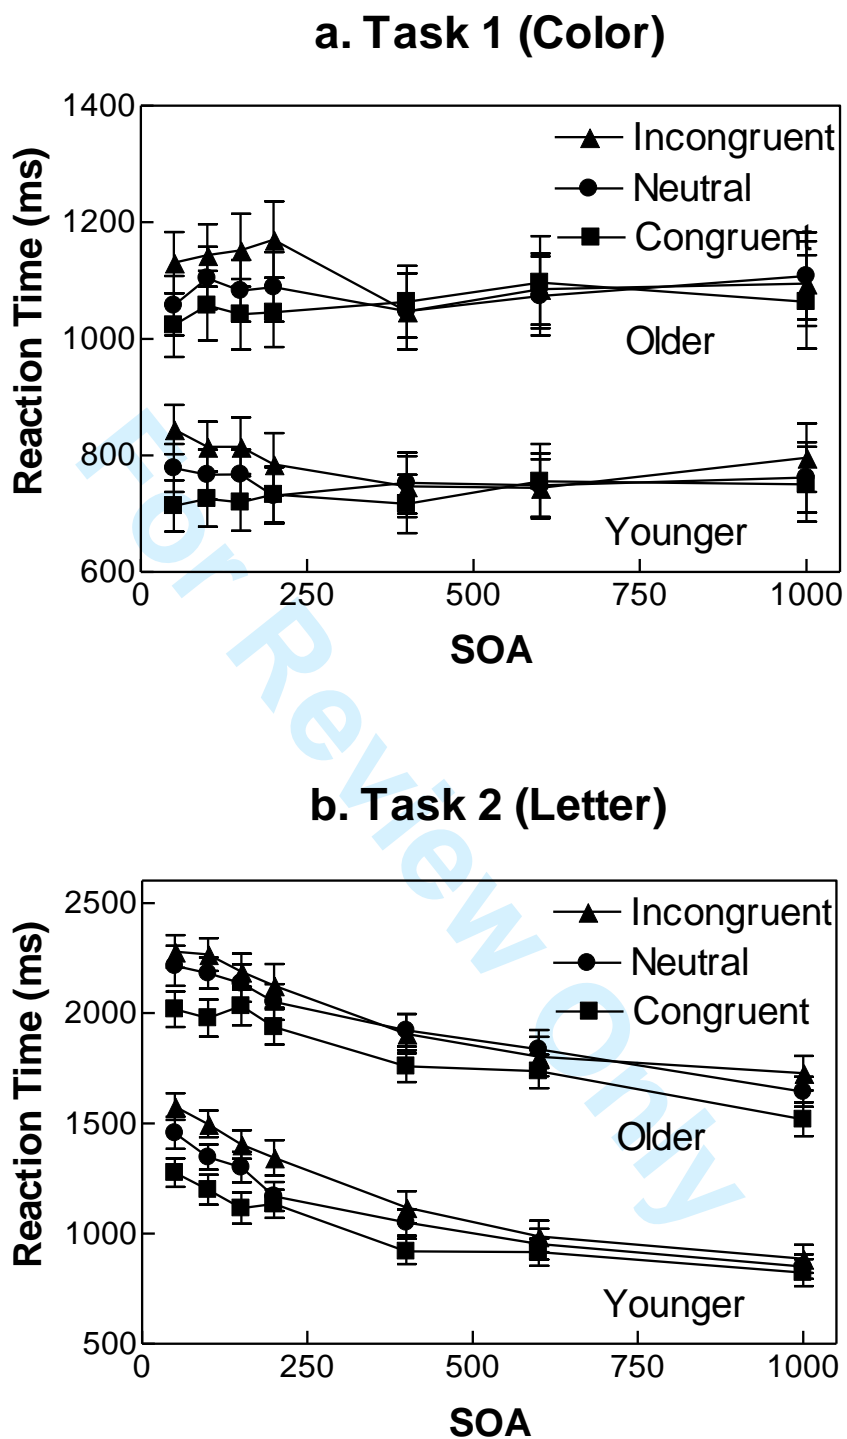 a. Task 1 (Color)
1400
1200
1000
800
600
Reaction Time (ms)
Incongruent
Neutral
Congruent
Older
Younger
0 250 500 750 1000
SOA
b. Task 2 (Letter)
2500
2000
1500
1000
500
Reaction Time (ms)
Incongruent
Neutral
Congruent
Older
Younger
0 250 500 750 1000
SOA
For Review Only